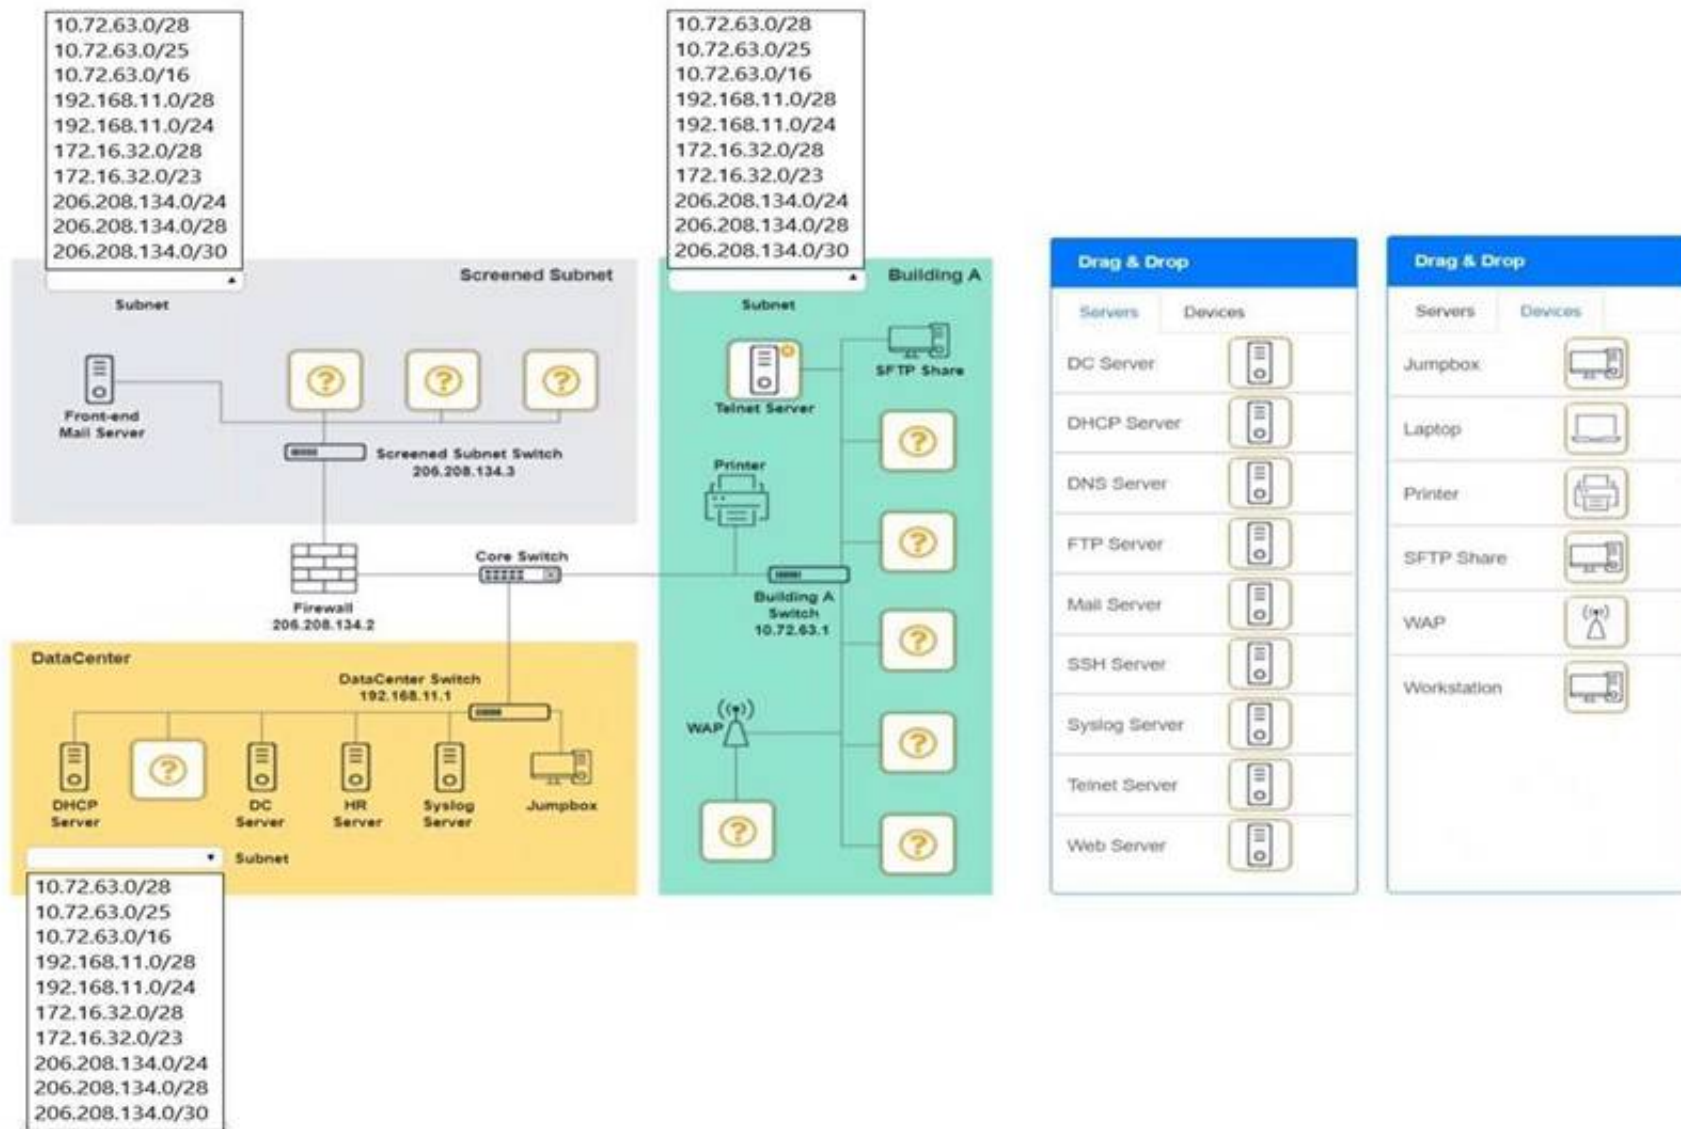 10.72.63.0/28
10.72.63.0/25
10.72.63.0/16
192.168.11.0/28
192.168.11.0/24
172.16.32.0/28
172.16.32.0/23
206.208.134.0/24
206.208.134.0/28
206.208.134.0/30
Screened Subnet
Subnet
Front-end
Mail Server
?
?
?
Screened Subnet Switch
206.208.134.3
Firewall
206.208.134.2
Core Switch
10.72.63.0/28
10.72.63.0/25
10.72.63.0/16
192.168.11.0/28
192.168.11.0/24
172.16.32.0/28
172.16.32.0/23
206.208.134.0/24
206.208.134.0/28
206.208.134.0/30
Building A
Subnet
Telnet Server
SFTP Share
?
Printer
?
Building A
Switch
10.72.63.1
?
WAP
?
?
?
DataCenter
DataCenter Switch
192.168.11.1
DHCP
Server
?
DC
Server
HR
Server
Syslog
Server
Jumpbox
Subnet
10.72.63.0/28
10.72.63.0/25
10.72.63.0/16
192.168.11.0/28
192.168.11.0/24
172.16.32.0/28
172.16.32.0/23
206.208.134.0/24
206.208.134.0/28
206.208.134.0/30
Drag & Drop
Servers Devices
DC Server
DHCP Server
DNS Server
FTP Server
Mail Server
SSH Server
Syslog Server
Telnet Server
Web Server
Drag & Drop
Servers Devices
Jumpbox
Laptop
Printer
SFTP Share
WAP
Workstation